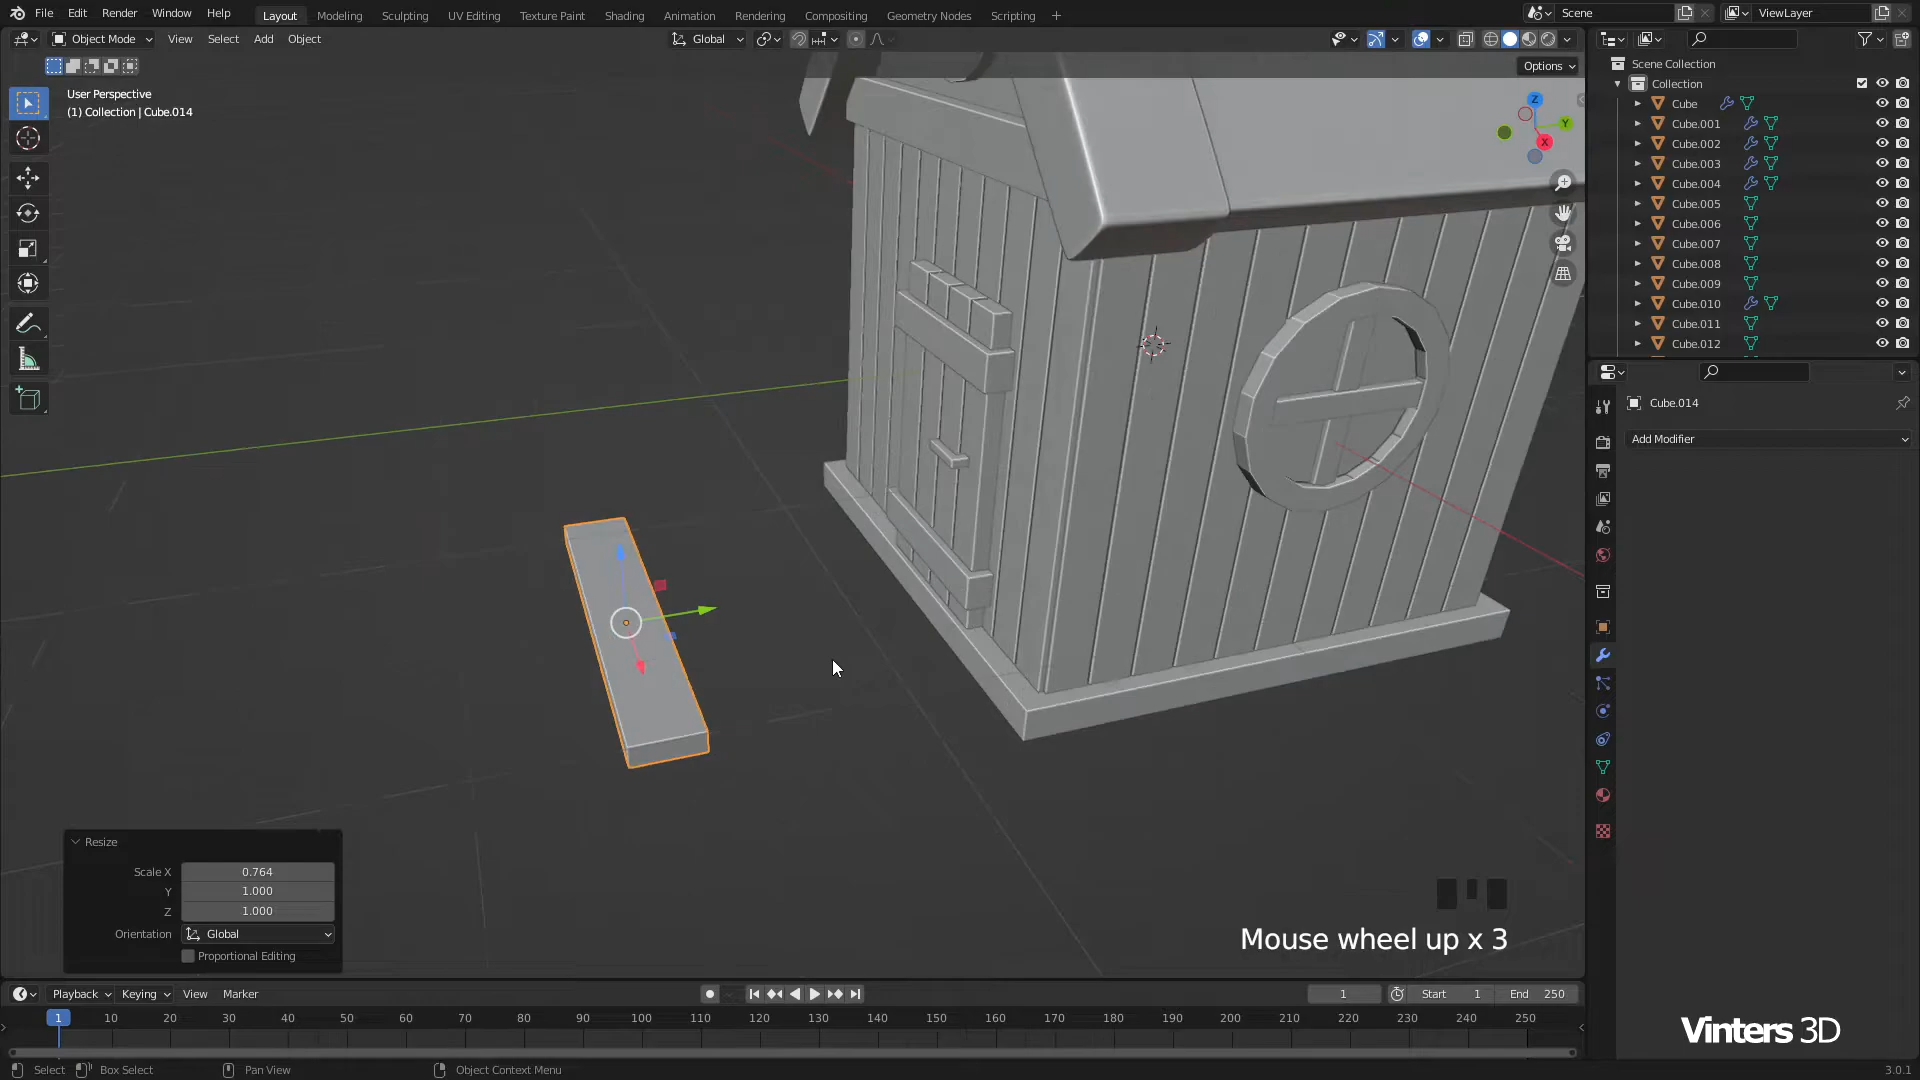 File Edit Render Window Help Layout Modeling Sculpting UV Editing Texture Paint Shading Animation Rendering Compositing Geometry Nodes Scripting + Scene ViewLayer
Object Mode View Select Add Object Global
Options
User Perspective
(1) Collection | Cube.014
Z
Y
X
Scene Collection
Collection
Cube
Cube.001
Cube.002
Cube.003
Cube.004
Cube.005
Cube.006
Cube.007
Cube.008
Cube.009
Cube.010
Cube.011
Cube.012
Cube.014
Add Modifier
Resize
Scale X 0.764
Y 1.000
Z 1.000
Orientation Global
Proportional Editing
Mouse wheel up x 3
Playback Keying View Marker 1 Start 1 End 250
1 10 20 30 40 50 60 70 80 90 100 110 120 130 140 150 160 170 180 190 200 210 220 230 240 250
Vinters 3D
Select Box Select Pan View Object Context Menu 3.0.1